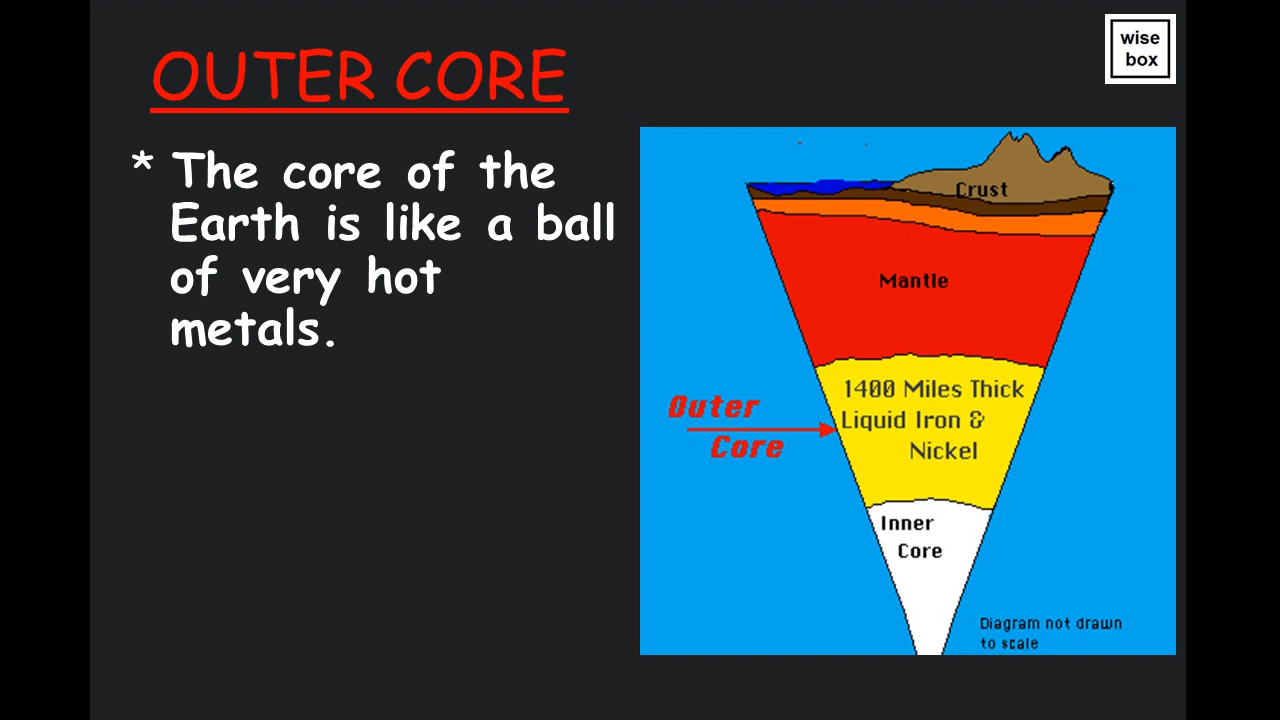 OUTER CORE
wise
box
* The core of the
Earth is like a ball
of very hot
metals.
Crust
Mantle
1400 Miles Thick
Liquid Iron &
Nickel
Outer
Core
Inner
Core
Diagram not drawn
to scale